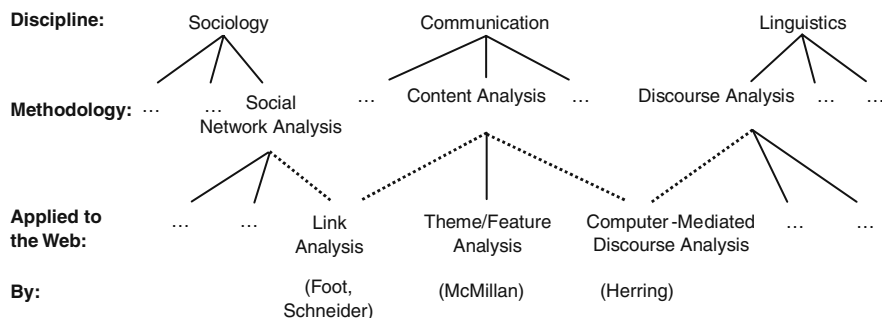 Discipline: Sociology Communication Linguistics
Methodology: ... ... Social Network Analysis ... Content Analysis ... Discourse Analysis ... ...
Applied to the Web: ... ... Link Analysis Theme/Feature Analysis Computer-Mediated Discourse Analysis ... ...
By: (Foot, Schneider) (McMillan) (Herring)